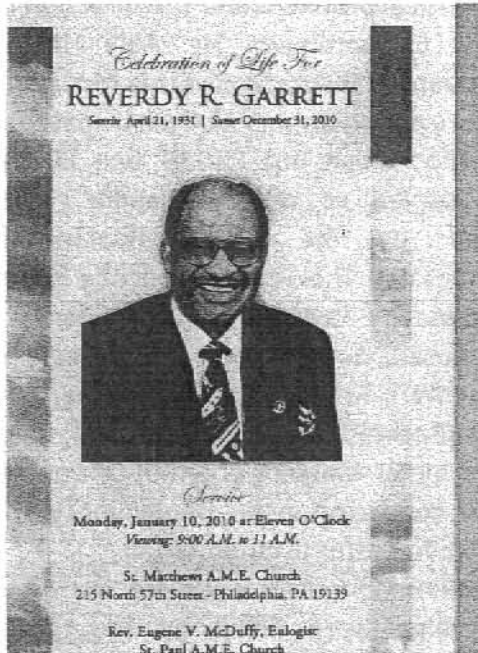 Celebration of Life For
REVERDY R. GARRETT
Sunrise April 21, 1931 | Sunset December 31, 2010
Service
Monday, January 10, 2010 at Eleven O'Clock
Viewing: 9:00 A.M. to 11 A.M.
St. Matthews A.M.E. Church
215 North 57th Street - Philadelphia, PA 19139
Rev. Eugene V. McDuffy, Eulogist
St. Paul A.M.E. Church